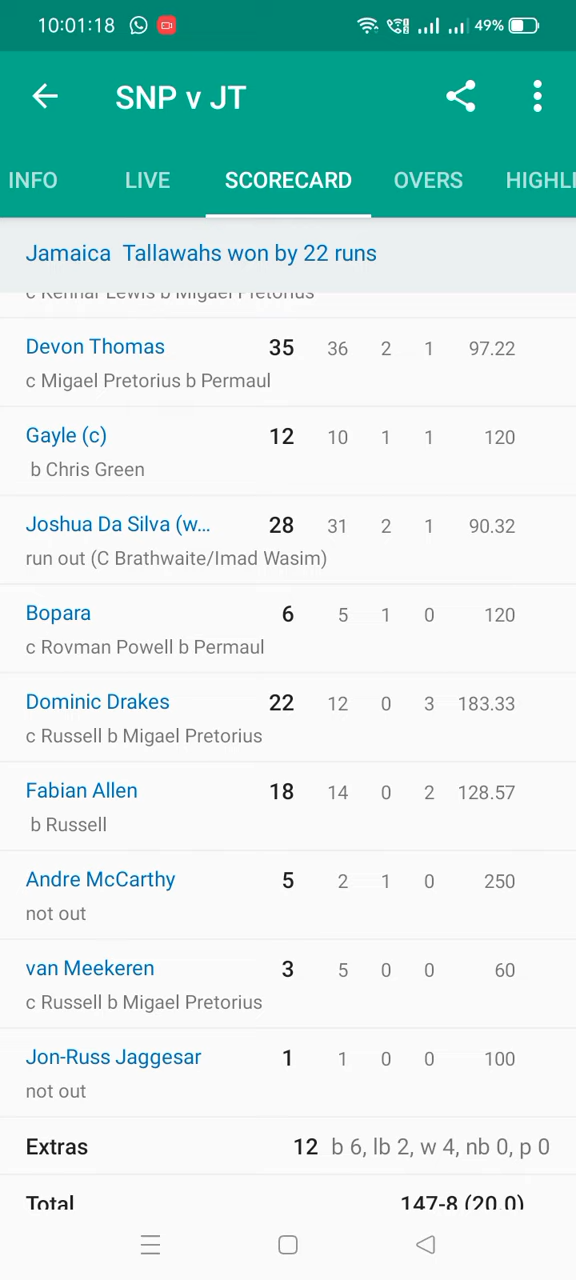 10:01:18 49%
SNP v JT
INFO LIVE SCORECARD OVERS HIGHLI
Jamaica Tallawahs won by 22 runs
c Kennar Lewis b Migael Pretorius
Devon Thomas 35 36 2 1 97.22
c Migael Pretorius b Permaul
Gayle (c) 12 10 1 1 120
b Chris Green
Joshua Da Silva (w... 28 31 2 1 90.32
run out (C Brathwaite/Imad Wasim)
Bopara 6 5 1 0 120
c Rovman Powell b Permaul
Dominic Drakes 22 12 0 3 183.33
c Russell b Migael Pretorius
Fabian Allen 18 14 0 2 128.57
b Russell
Andre McCarthy 5 2 1 0 250
not out
van Meekeren 3 5 0 0 60
c Russell b Migael Pretorius
Jon-Russ Jaggesar 1 1 0 0 100
not out
Extras 12 b 6, lb 2, w 4, nb 0, p 0
Total 147-8 (20.0)